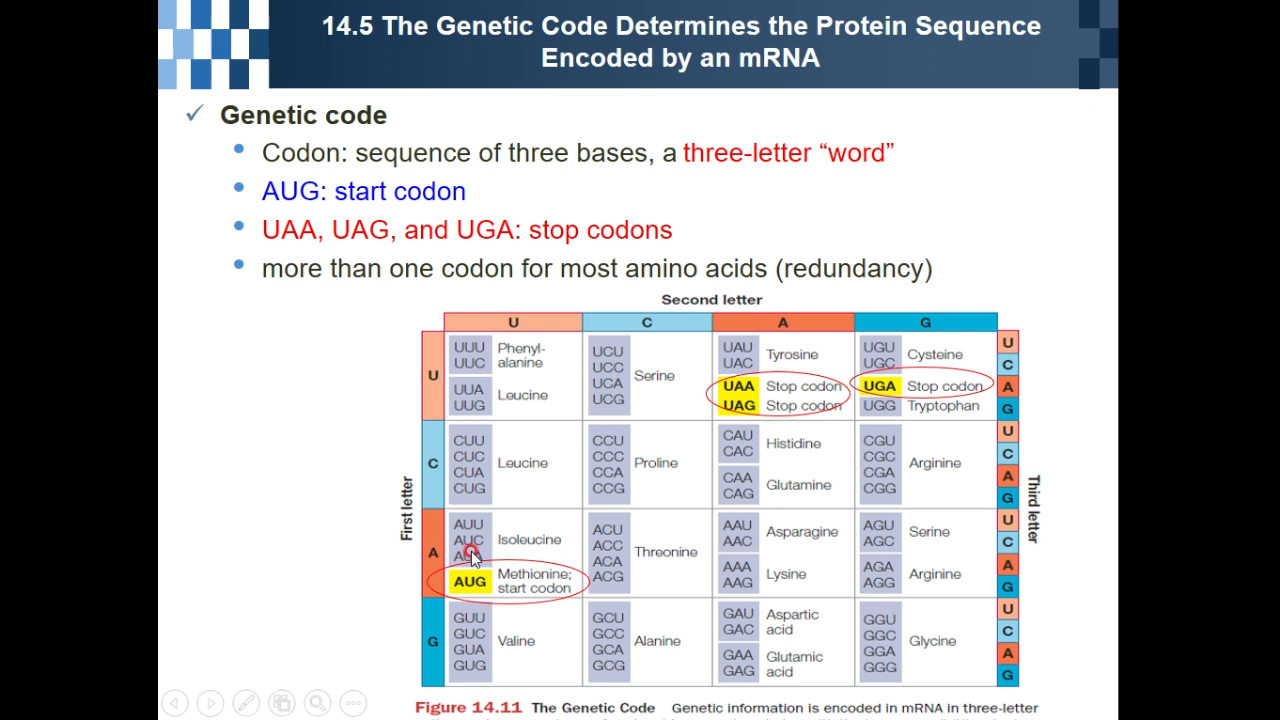 14.5 The Genetic Code Determines the Protein Sequence
Encoded by an mRNA
Genetic code
Codon: sequence of three bases, a three-letter “word”
AUG: start codon
UAA, UAG, and UGA: stop codons
more than one codon for most amino acids (redundancy)
Second letter
U C A G
First letter
Third letter
U
UUU
UUC
Phenyl-
alanine
UUA
UUG
Leucine
UCU
UCC
UCA
UCG
Serine
UAU
UAC
Tyrosine
UAA Stop codon
UAG Stop codon
UGU
UGC
Cysteine
UGA Stop codon
UGG Tryptophan
U
C
A
G
C
CUU
CUC
CUA
CUG
Leucine
CCU
CCC
CCA
CCG
Proline
CAU
CAC
Histidine
CAA
CAG
Glutamine
CGU
CGC
CGA
CGG
Arginine
U
C
A
G
A
AUU
AUC
Isoleucine
AUG
Methionine;
start codon
ACU
ACC
ACA
ACG
Threonine
AAU
AAC
Asparagine
AAA
AAG
Lysine
AGU
AGC
Serine
AGA
AGG
Arginine
U
C
A
G
G
GUU
GUC
GUA
GUG
Valine
GCU
GCC
GCA
GCG
Alanine
GAU
GAC
Aspartic
acid
GAA
GAG
Glutamic
acid
GGU
GGC
GGA
GGG
Glycine
U
C
A
G
Figure 14.11 The Genetic Code Genetic information is encoded in mRNA in three-letter